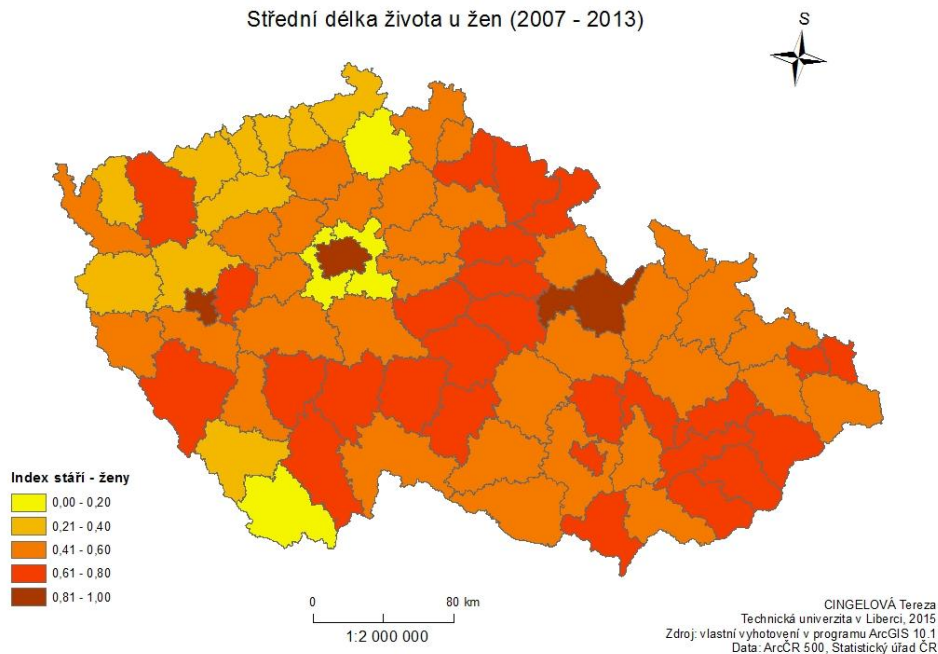 Střední délka života u žen (2007 - 2013)
S
Index stáří - ženy
0,00 - 0,20
0,21 - 0,40
0,41 - 0,60
0,61 - 0,80
0,81 - 1,00
0 80 km
1:2 000 000
CINGELOVÁ Tereza
Technická univerzita v Liberci, 2015
Zdroj: vlastní vyhotovení v programu ArcGIS 10.1
Data: ArcČR 500, Statistický úřad ČR